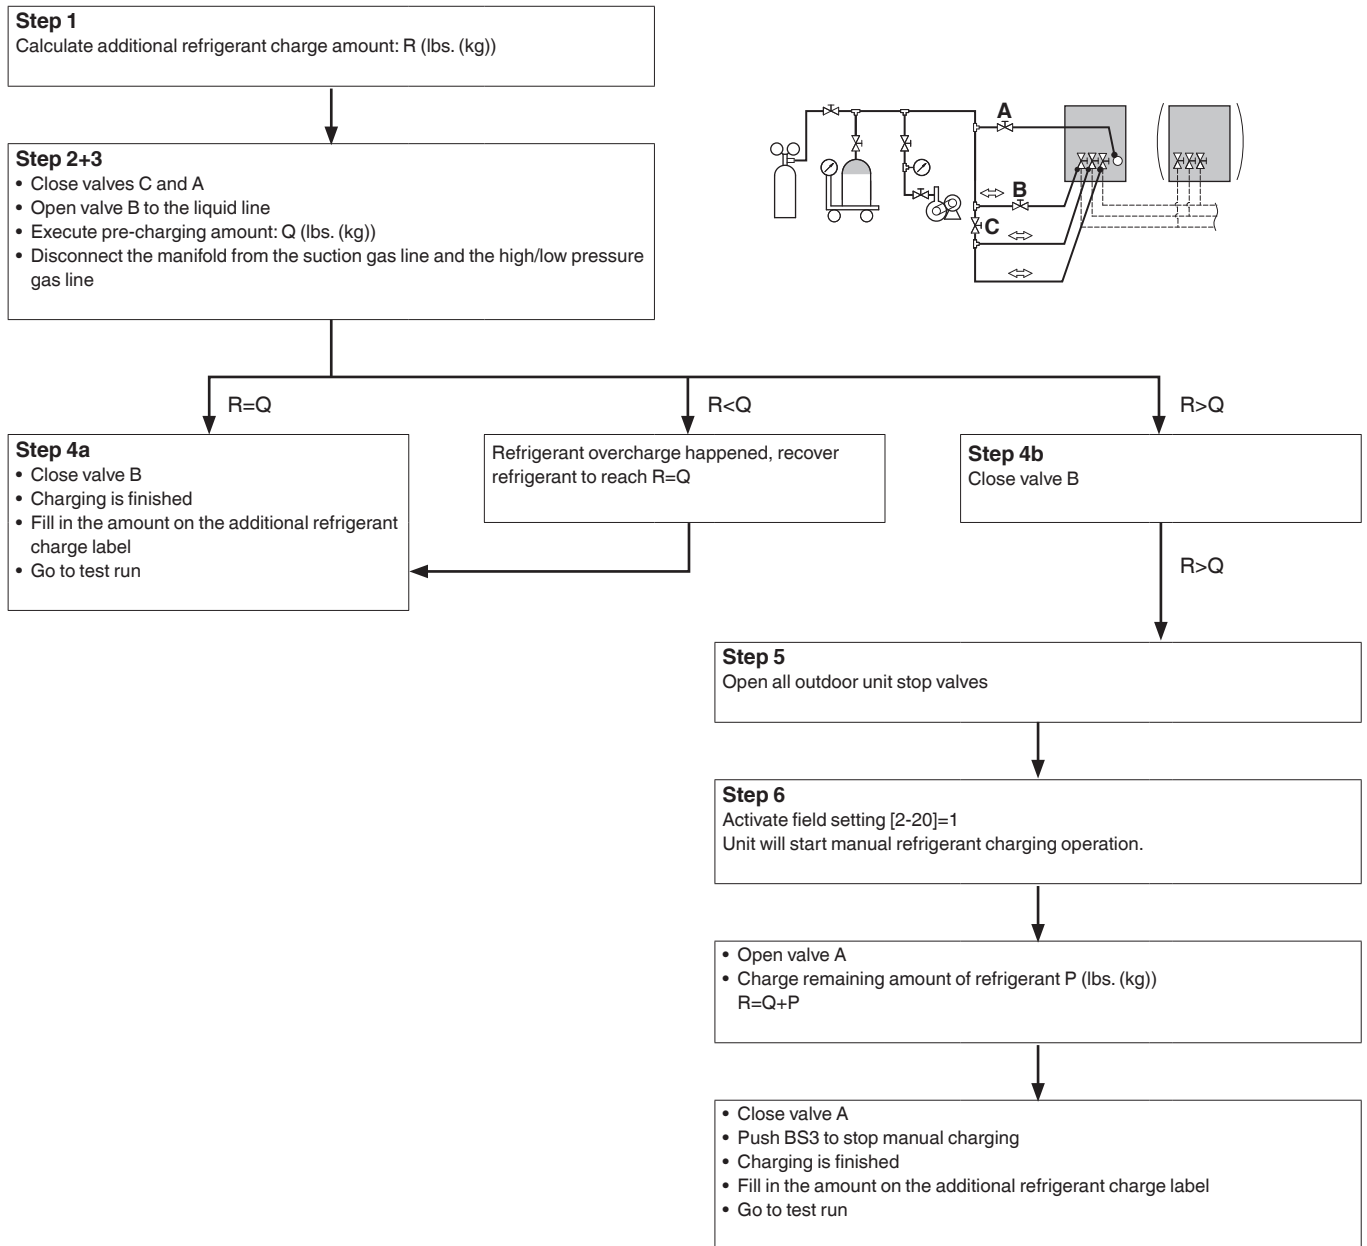 Step 1
Calculate additional refrigerant charge amount: R (lbs. (kg))
A
B
C
Step 2+3
• Close valves C and A
• Open valve B to the liquid line
• Execute pre-charging amount: Q (lbs. (kg))
• Disconnect the manifold from the suction gas line and the high/low pressure
gas line
R=Q
R<Q
R>Q
Step 4a
• Close valve B
• Charging is finished
• Fill in the amount on the additional refrigerant
charge label
• Go to test run
Refrigerant overcharge happened, recover
refrigerant to reach R=Q
Step 4b
Close valve B
R>Q
Step 5
Open all outdoor unit stop valves
Step 6
Activate field setting [2-20]=1
Unit will start manual refrigerant charging operation.
• Open valve A
• Charge remaining amount of refrigerant P (lbs. (kg))
R=Q+P
• Close valve A
• Push BS3 to stop manual charging
• Charging is finished
• Fill in the amount on the additional refrigerant charge label
• Go to test run